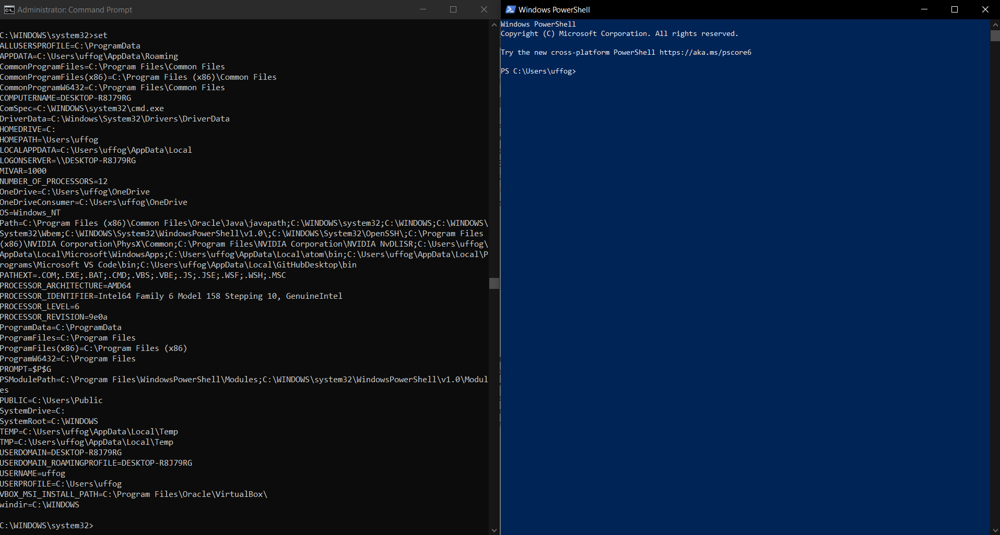 Administrator: Command Prompt
C:\WINDOWS\system32>set
ALLUSERSPROFILE=C:\ProgramData
APPDATA=C:\Users\uffog\AppData\Roaming
CommonProgramFiles=C:\Program Files\Common Files
CommonProgramFiles(x86)=C:\Program Files (x86)\Common Files
CommonProgramW6432=C:\Program Files\Common Files
COMPUTERNAME=DESKTOP-R8J79RG
ComSpec=C:\WINDOWS\system32\cmd.exe
DriverData=C:\Windows\System32\Drivers\DriverData
HOMEDRIVE=C:
HOMEPATH=\Users\uffog
LOCALAPPDATA=C:\Users\uffog\AppData\Local
LOGONSERVER=\\DESKTOP-R8J79RG
MIVAR=1000
NUMBER_OF_PROCESSORS=12
OneDrive=C:\Users\uffog\OneDrive
OneDriveConsumer=C:\Users\uffog\OneDrive
OS=Windows_NT
Path=C:\Program Files (x86)\Common Files\Oracle\Java\javapath;C:\WINDOWS\system32;C:\WINDOWS;C:\WINDOWS\
System32\Wbem;C:\WINDOWS\System32\WindowsPowerShell\v1.0\;C:\WINDOWS\System32\OpenSSH\;C:\Program Files
(x86)\NVIDIA Corporation\PhysX\Common;C:\Program Files\NVIDIA Corporation\NVIDIA NvDLISR;C:\Users\uffog\
AppData\Local\Microsoft\WindowsApps;C:\Users\uffog\AppData\Local\atom\bin;C:\Users\uffog\AppData\Local\P
rograms\Microsoft VS Code\bin;C:\Users\uffog\AppData\Local\GitHubDesktop\bin
PATHEXT=.COM;.EXE;.BAT;.CMD;.VBS;.VBE;.JS;.JSE;.WSF;.WSH;.MSC
PROCESSOR_ARCHITECTURE=AMD64
PROCESSOR_IDENTIFIER=Intel64 Family 6 Model 158 Stepping 10, GenuineIntel
PROCESSOR_LEVEL=6
PROCESSOR_REVISION=9e0a
ProgramData=C:\ProgramData
ProgramFiles=C:\Program Files
ProgramFiles(x86)=C:\Program Files (x86)
ProgramW6432=C:\Program Files
PROMPT=$P$G
PSModulePath=C:\Program Files\WindowsPowerShell\Modules;C:\WINDOWS\system32\WindowsPowerShell\v1.0\Modul
es
PUBLIC=C:\Users\Public
SystemDrive=C:
SystemRoot=C:\WINDOWS
TEMP=C:\Users\uffog\AppData\Local\Temp
TMP=C:\Users\uffog\AppData\Local\Temp
USERDOMAIN=DESKTOP-R8J79RG
USERDOMAIN_ROAMINGPROFILE=DESKTOP-R8J79RG
USERNAME=uffog
USERPROFILE=C:\Users\uffog
VBOX_MSI_INSTALL_PATH=C:\Program Files\Oracle\VirtualBox\
windir=C:\WINDOWS
C:\WINDOWS\system32>
Windows PowerShell
Windows PowerShell
Copyright (C) Microsoft Corporation. All rights reserved.
Try the new cross-platform PowerShell https://aka.ms/pscore6
PS C:\Users\uffog>